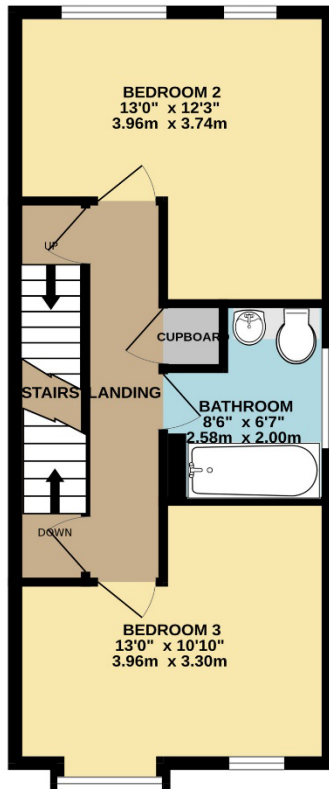 BEDROOM 2
13'0" x 12'3"
3.96m x 3.74m
UP
CUPBOARD
STAIRS
LANDING
BATHROOM
8'6" x 6'7"
2.58m x 2.00m
DOWN
BEDROOM 3
13'0" x 10'10"
3.96m x 3.30m